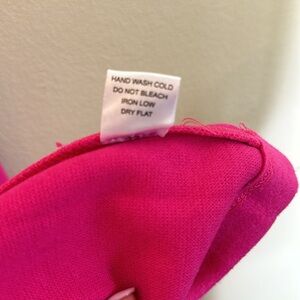 HAND WASH COLD
DO NOT BLEACH
IRON LOW
DRY FLAT